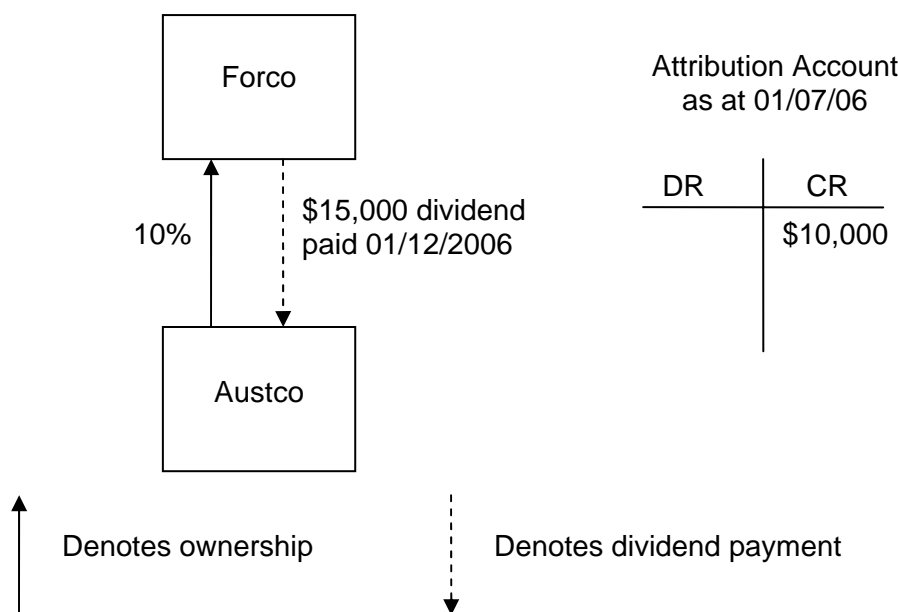 Forco
Attribution Account
as at 01/07/06
DR CR
$10,000
10%
$15,000 dividend
paid 01/12/2006
Austco
Denotes ownership
Denotes dividend payment